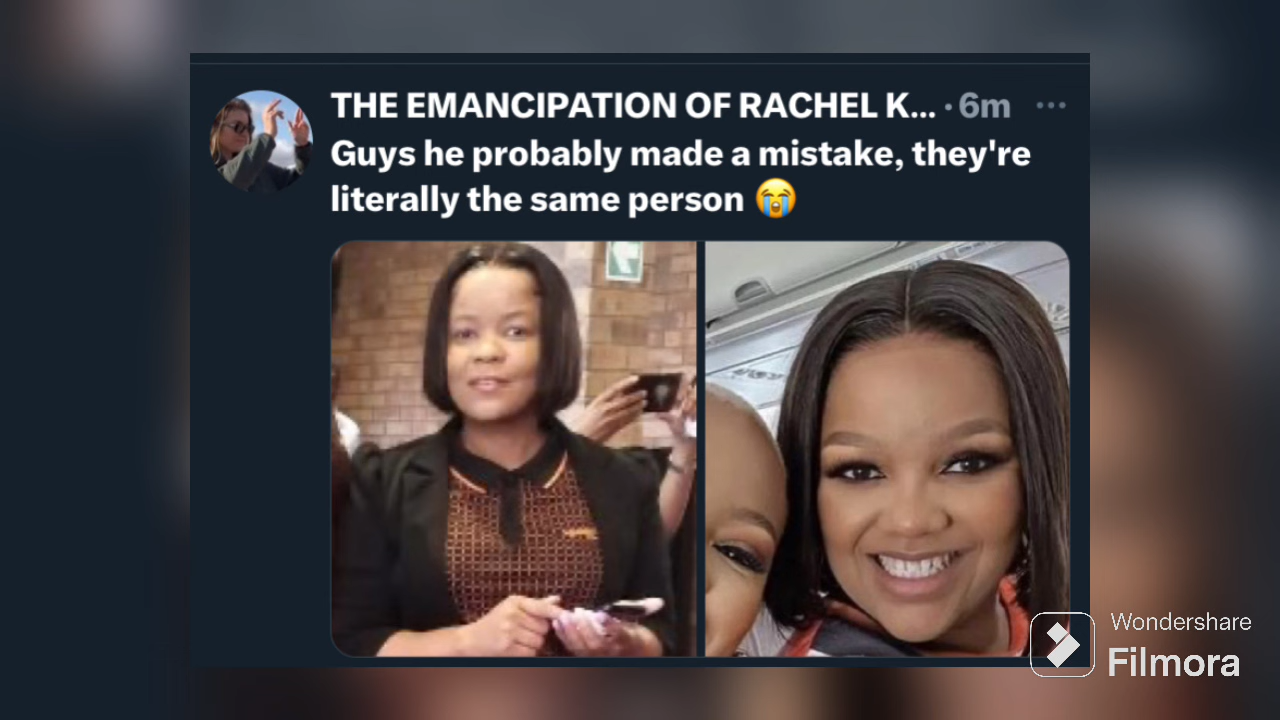 THE EMANCIPATION OF RACHEL K... · 6m ...
Guys he probably made a mistake, they're
literally the same person 😭
Wondershare
Filmora